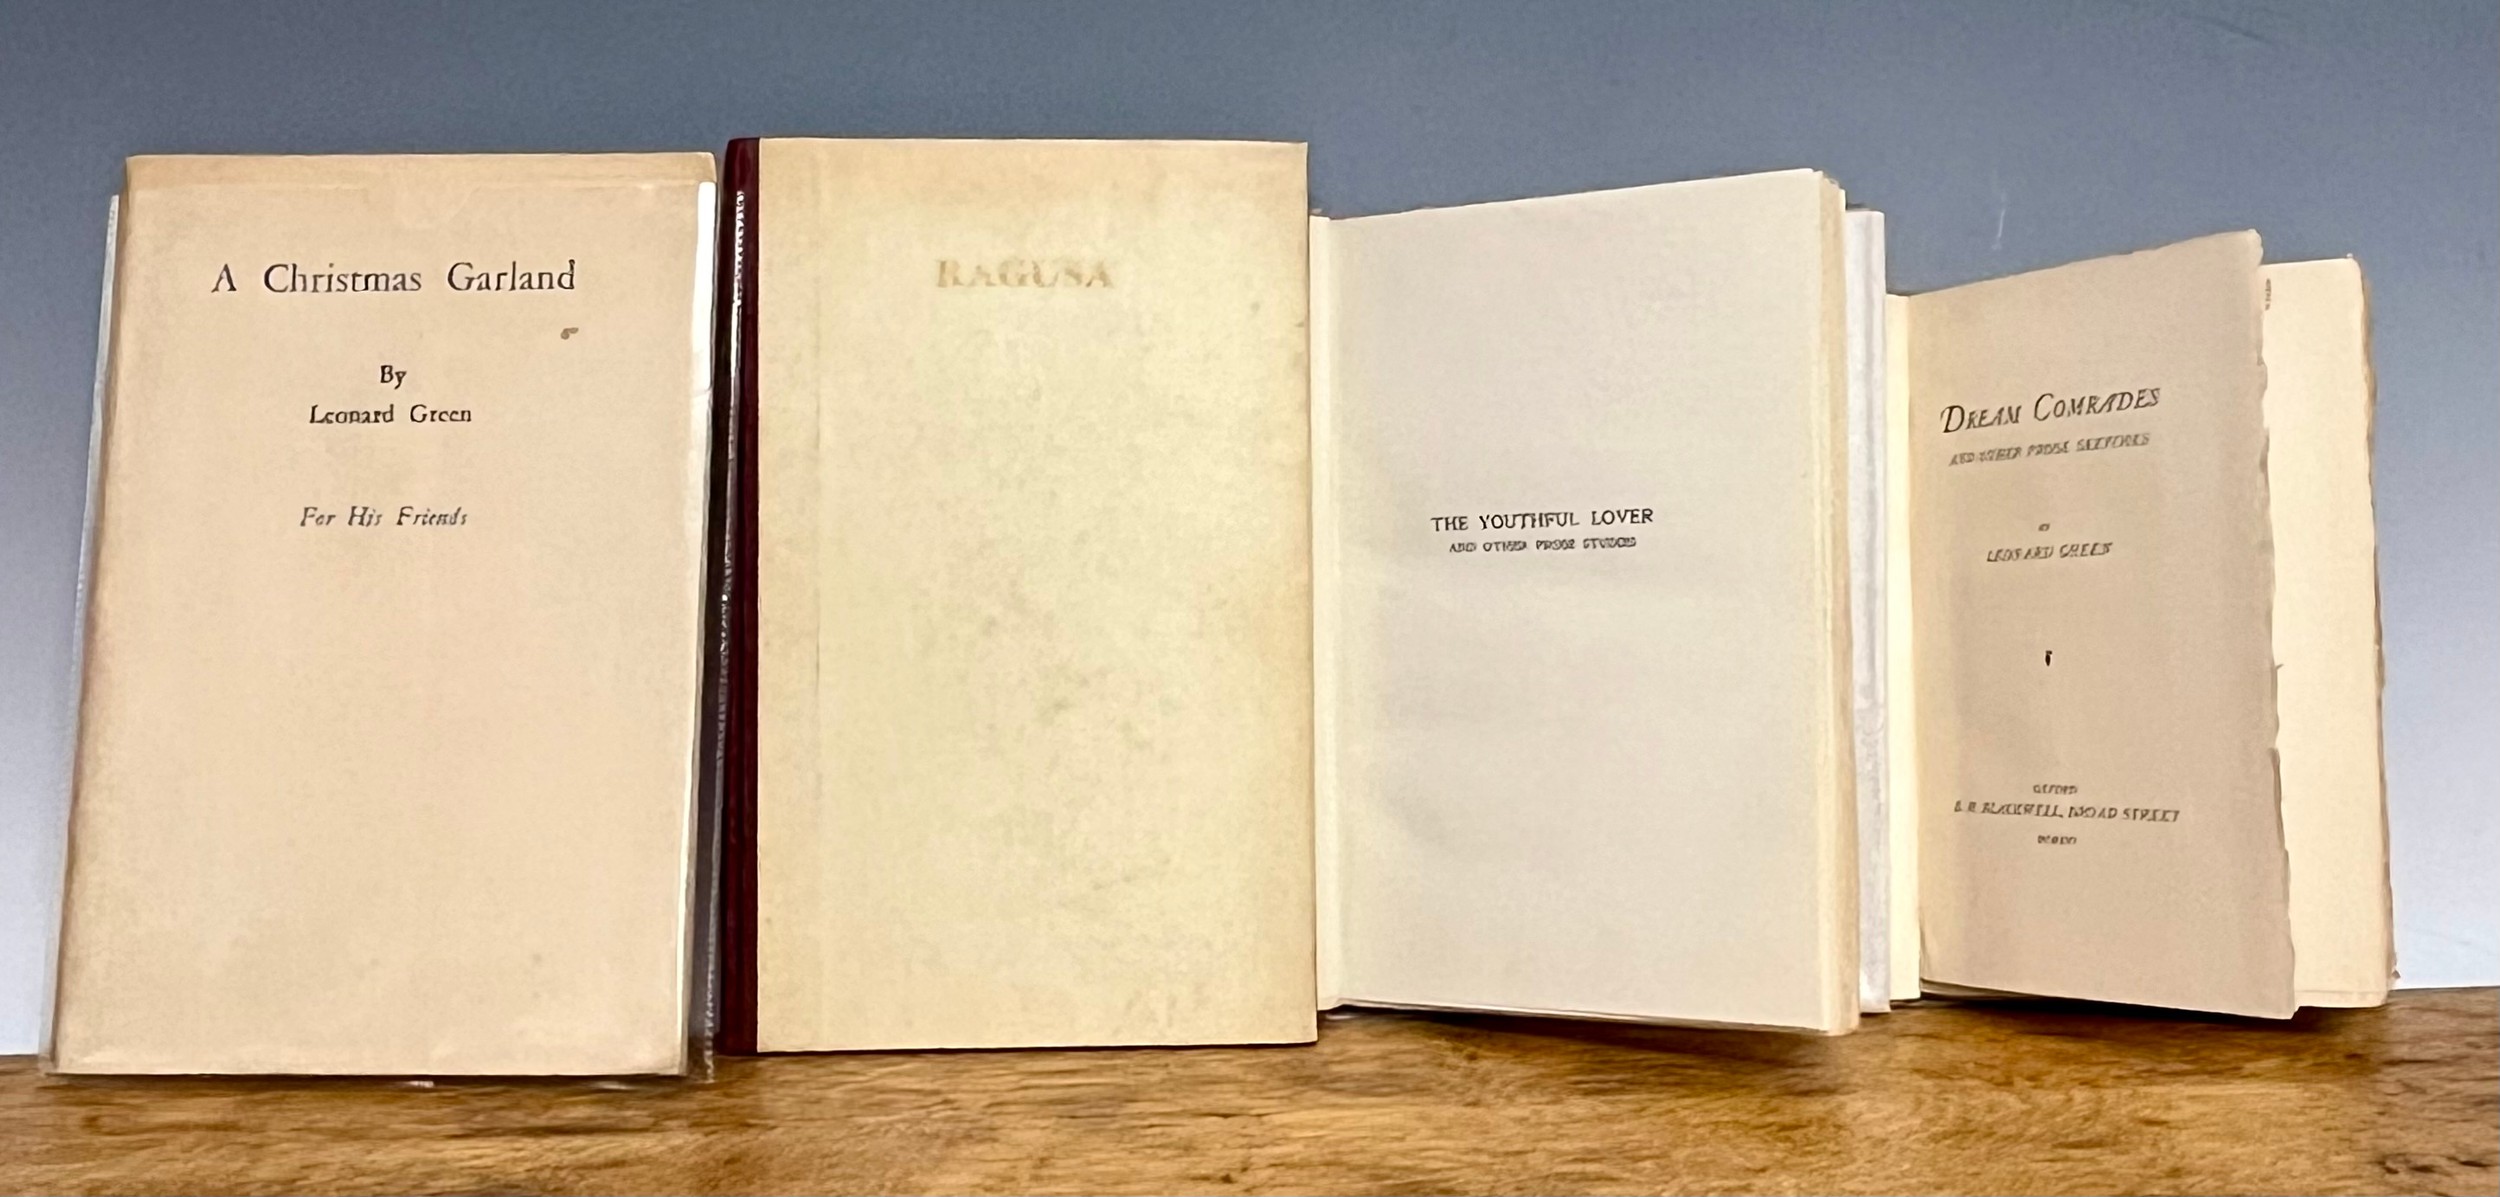 A Christmas Garland
By
Leonard Green
For His Friends
RAGUSA
THE YOUTHFUL LOVER
AND OTHER PROSE STUDIES
DREAM COMRADES
AND OTHER PROSE SKETCHES
LEONARD GREEN
OXFORD
B. H. BLACKWELL, BROAD STREET